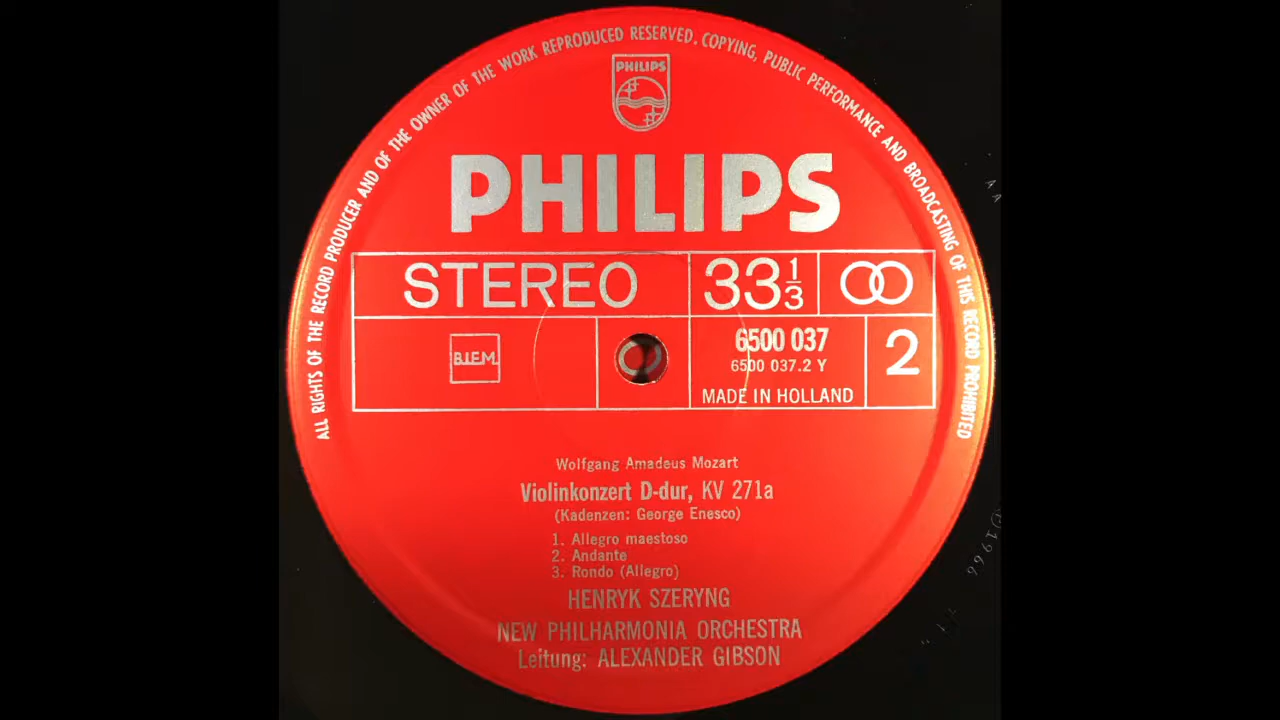 ALL RIGHTS OF THE RECORD PRODUCER AND OF THE OWNER OF THE WORK REPRODUCED RESERVED. COPYING, PUBLIC PERFORMANCE AND BROADCASTING OF THIS RECORD PROHIBITED
PHILIPS
PHILIPS
STEREO 33 1/3
B.I.E.M. 6500 037 2
6500 037.2 Y
MADE IN HOLLAND
Wolfgang Amadeus Mozart
Violinkonzert D-dur, KV 271a
(Kadenzen: George Enesco)
1. Allegro maestoso
2. Andante
3. Rondo (Allegro)
HENRYK SZERYNG
NEW PHILHARMONIA ORCHESTRA
Leitung: ALEXANDER GIBSON
℗1966